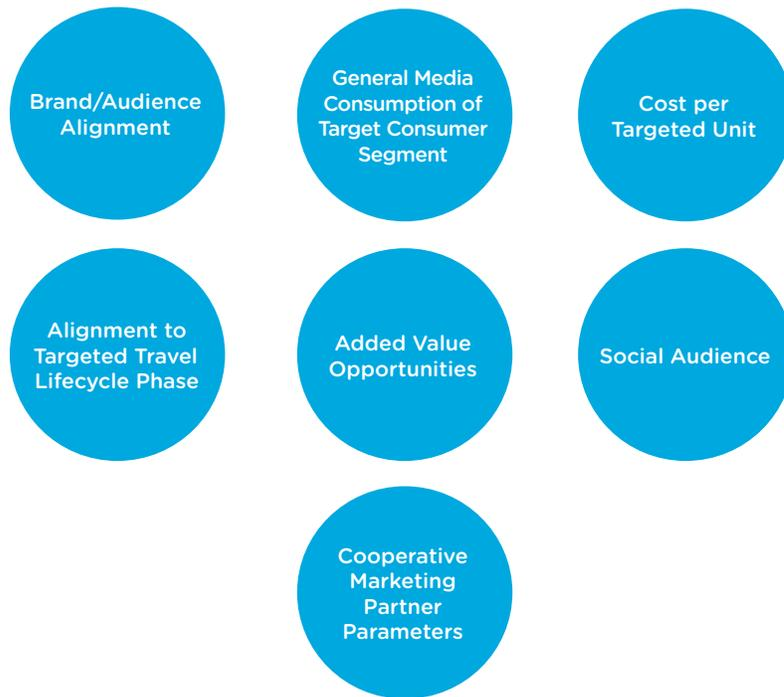 Brand/Audience
Alignment
General Media
Consumption of
Target Consumer
Segment
Cost per
Targeted Unit
Alignment to
Targeted Travel
Lifecycle Phase
Added Value
Opportunities
Social Audience
Cooperative
Marketing
Partner
Parameters